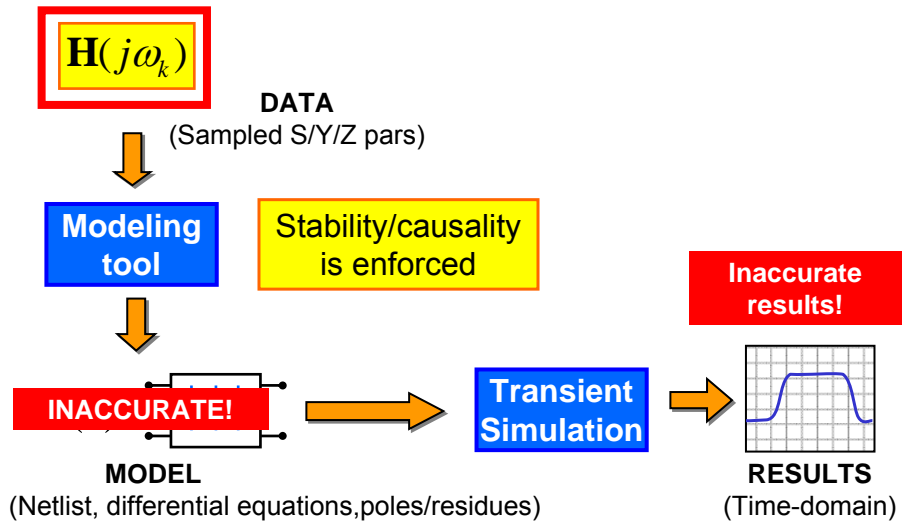 H(jωₖ)
DATA
(Sampled S/Y/Z pars)
Modeling
tool
Stability/causality
is enforced
Inaccurate
results!
INACCURATE!
Transient
Simulation
MODEL
(Netlist, differential equations,poles/residues)
RESULTS
(Time-domain)